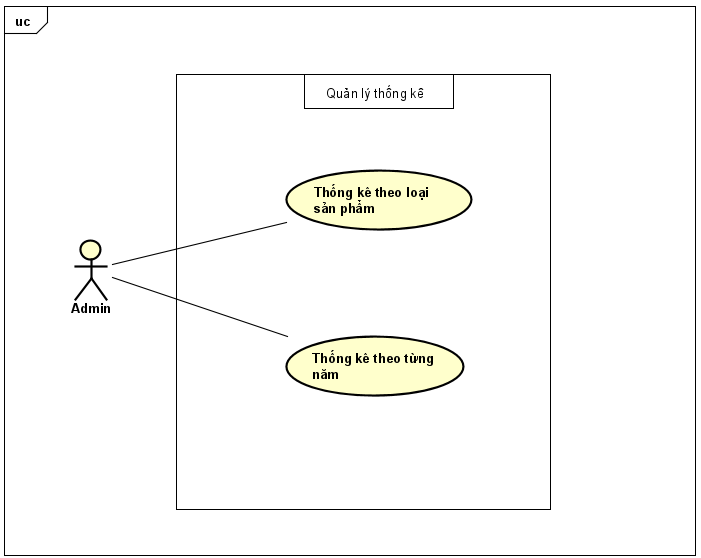 uc
Quản lý thống kê
Thống kê theo loại
sản phẩm
Admin
Thống kê theo từng
năm